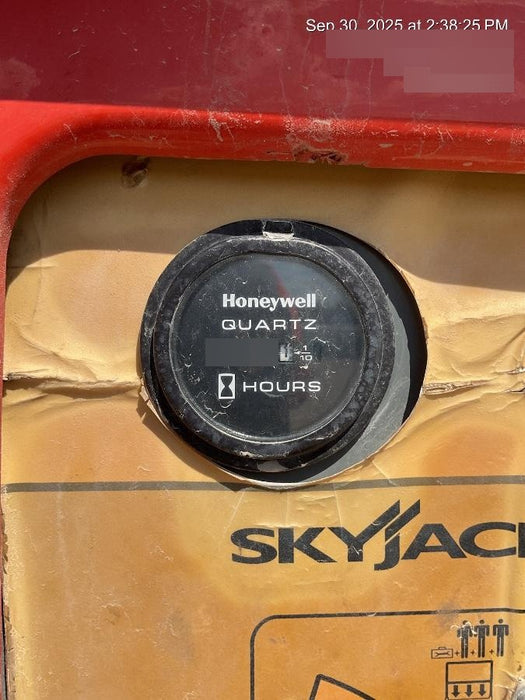 Sep 30, 2025 at 2:38:25 PM
Honeywell
QUARTZ
1
10
HOURS
SKYJAC